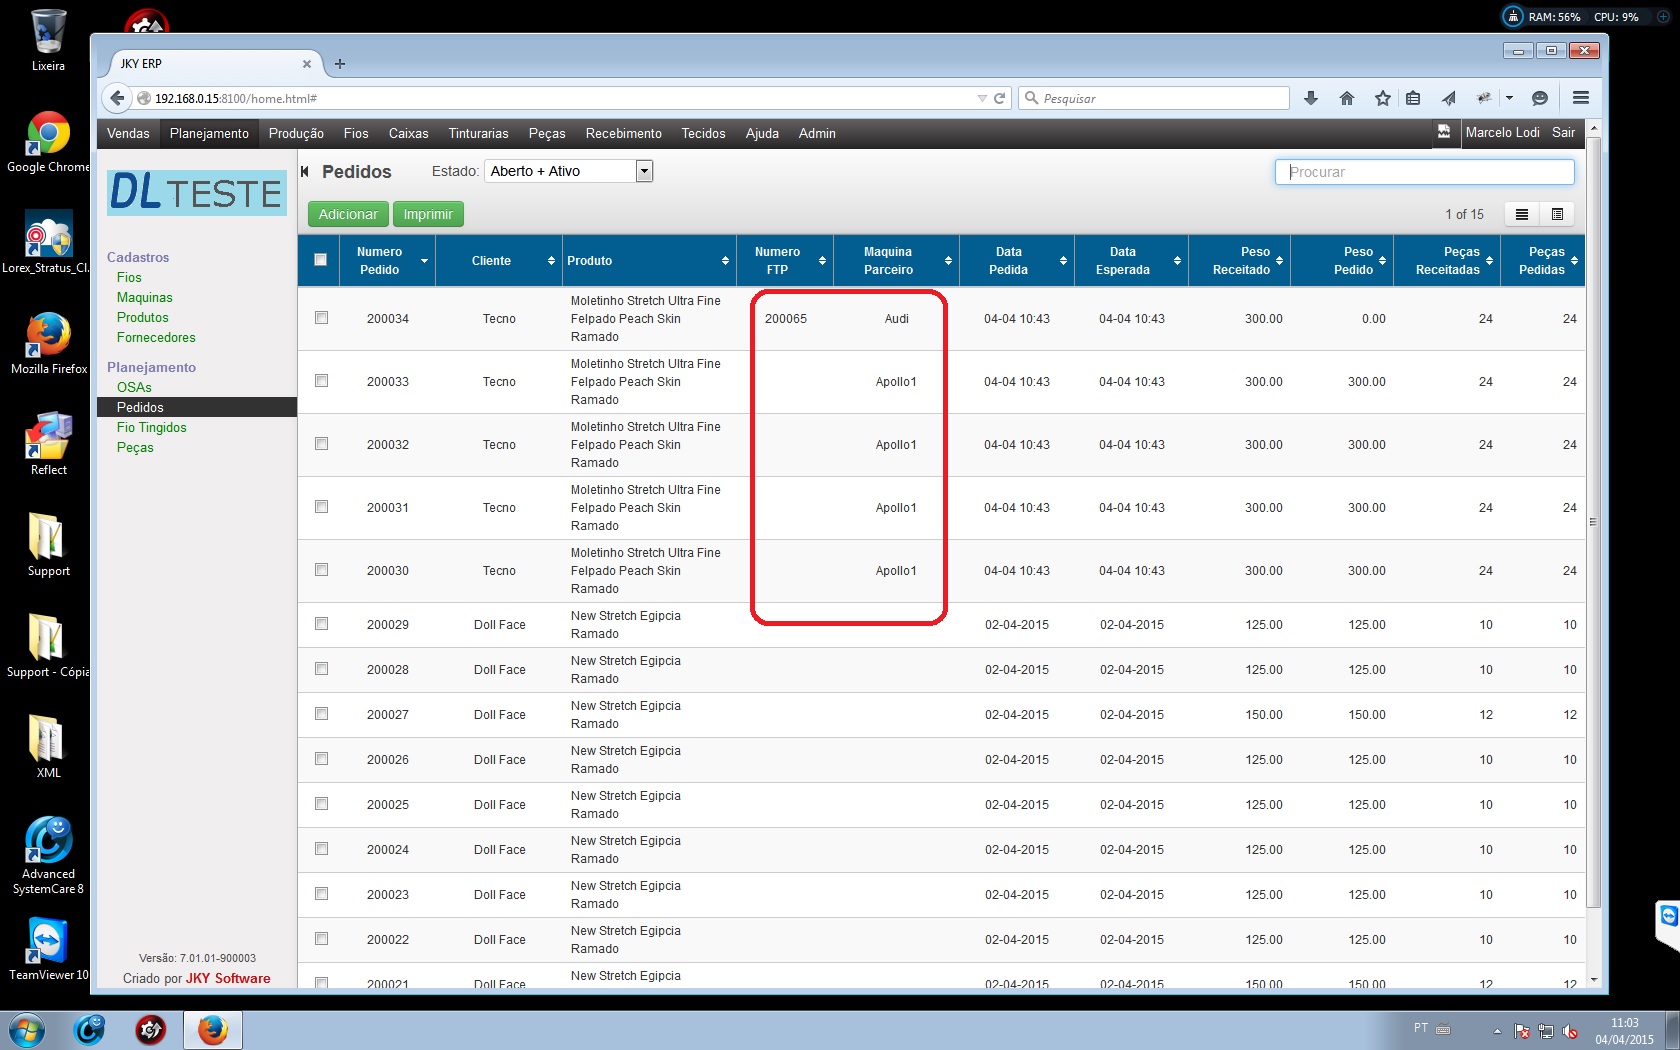 RAM: 56% CPU: 9%
Lixeira
Google Chrome
Lorex_Stratus_Cl
Mozilla Firefox
Reflect
Support
Support - Cópia
XML
Advanced
SystemCare 8
TeamViewer 10
JKY ERP
192.168.0.15:8100/home.html#
Pesquisar
Vendas Planejamento Produção Fios Caixas Tinturarias Peças Recebimento Tecidos Ajuda Admin Marcelo Lodi Sair
DL TESTE
Cadastros
Fios
Maquinas
Produtos
Fornecedores
Planejamento
OSAs
Pedidos
Fio Tingidos
Peças
Versão: 7.01.01-900003
Criado por JKY Software
Pedidos Estado: Aberto + Ativo Procurar
Adicionar Imprimir 1 of 15
Numero Pedido Cliente Produto Numero FTP Maquina Parceiro Data Pedida Data Esperada Peso Receitado Peso Pedido Peças Receitadas Peças Pedidas
Moletinho Stretch Ultra Fine
200034 Tecno Felpado Peach Skin 200065 Audi 04-04 10:43 04-04 10:43 300.00 0.00 24 24
Ramado
Moletinho Stretch Ultra Fine
200033 Tecno Felpado Peach Skin Apollo1 04-04 10:43 04-04 10:43 300.00 300.00 24 24
Ramado
Moletinho Stretch Ultra Fine
200032 Tecno Felpado Peach Skin Apollo1 04-04 10:43 04-04 10:43 300.00 300.00 24 24
Ramado
Moletinho Stretch Ultra Fine
200031 Tecno Felpado Peach Skin Apollo1 04-04 10:43 04-04 10:43 300.00 300.00 24 24
Ramado
Moletinho Stretch Ultra Fine
200030 Tecno Felpado Peach Skin Apollo1 04-04 10:43 04-04 10:43 300.00 300.00 24 24
Ramado
200029 Doll Face New Stretch Egipcia Ramado 02-04-2015 02-04-2015 125.00 125.00 10 10
200028 Doll Face New Stretch Egipcia Ramado 02-04-2015 02-04-2015 125.00 125.00 10 10
200027 Doll Face New Stretch Egipcia Ramado 02-04-2015 02-04-2015 150.00 150.00 12 12
200026 Doll Face New Stretch Egipcia Ramado 02-04-2015 02-04-2015 125.00 125.00 10 10
200025 Doll Face New Stretch Egipcia Ramado 02-04-2015 02-04-2015 125.00 125.00 10 10
200024 Doll Face New Stretch Egipcia Ramado 02-04-2015 02-04-2015 125.00 125.00 10 10
200023 Doll Face New Stretch Egipcia Ramado 02-04-2015 02-04-2015 125.00 125.00 10 10
200022 Doll Face New Stretch Egipcia Ramado 02-04-2015 02-04-2015 125.00 125.00 10 10
200021 Doll Face New Stretch Egipcia 02-04-2015 02-04-2015 150.00 150.00 12 12
PT
11:03
04/04/2015